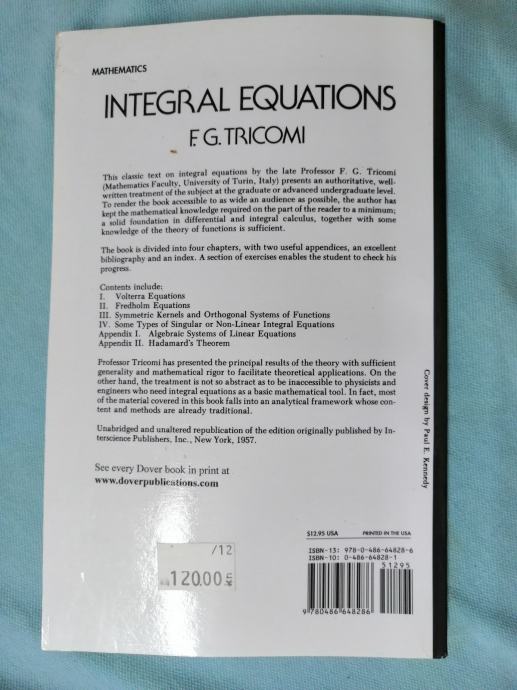 MATHEMATICS
INTEGRAL EQUATIONS
F. G. TRICOMI
This classic text on integral equations by the late Professor F. G. Tricomi
(Mathematics Faculty, University of Turin, Italy) presents an authoritative, well-
written treatment of the subject at the graduate or advanced undergraduate level.
To render the book accessible to as wide an audience as possible, the author has
kept the mathematical knowledge required on the part of the reader to a minimum;
a solid foundation in differential and integral calculus, together with some
knowledge of the theory of functions is sufficient.
The book is divided into four chapters, with two useful appendices, an excellent
bibliography and an index. A section of exercises enables the student to check his
progress.
Contents include:
I. Volterra Equations
II. Fredholm Equations
III. Symmetric Kernels and Orthogonal Systems of Functions
IV. Some Types of Singular or Non-Linear Integral Equations
Appendix I. Algebraic Systems of Linear Equations
Appendix II. Hadamard's Theorem
Professor Tricomi has presented the principal results of the theory with sufficient
generality and mathematical rigor to facilitate theoretical applications. On the
other hand, the treatment is not so abstract as to be inaccessible to physicists and
engineers who need integral equations as a basic mathematical tool. In fact, most
of the material covered in this book falls into an analytical framework whose con-
tent and methods are already traditional.
Unabridged and unaltered republication of the edition originally published by In-
terscience Publishers, Inc., New York, 1957.
See every Dover book in print at
www.doverpublications.com
Cover design by Paul E. Kennedy
$12.95 USA PRINTED IN THE USA
ISBN-13: 978-0-486-64828-6
ISBN-10: 0-486-64828-1
51295
9 780486 648286
/12
120.00